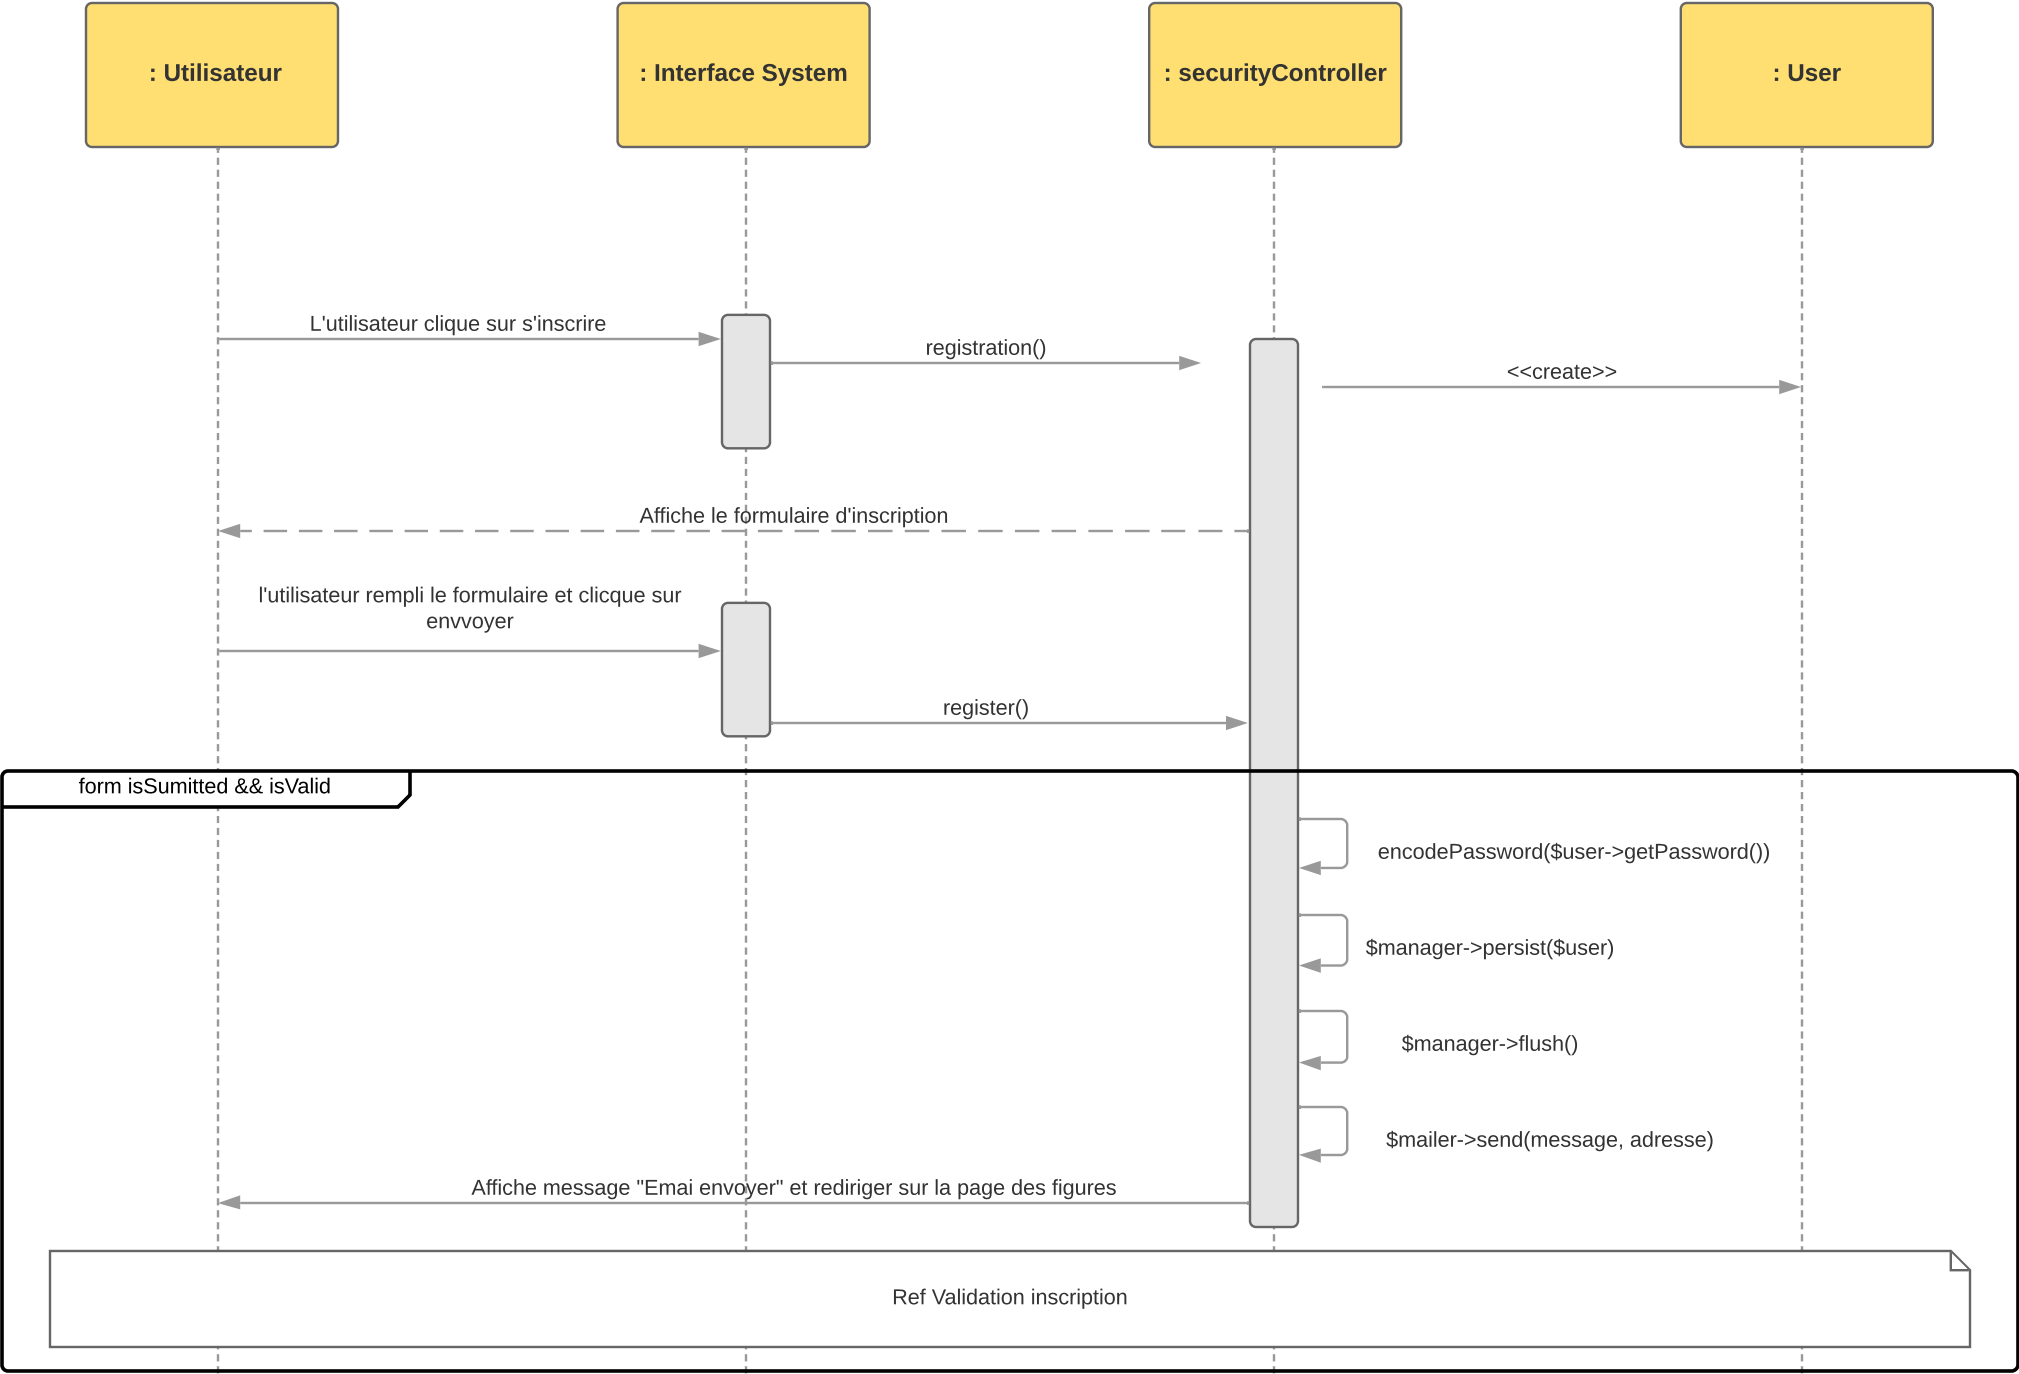 : Utilisateur
: Interface System
: securityController
: User
L'utilisateur clique sur s'inscrire
registration()
<<create>>
Affiche le formulaire d'inscription
l'utilisateur rempli le formulaire et clicque sur
envvoyer
register()
form isSumitted && isValid
encodePassword($user->getPassword())
$manager->persist($user)
$manager->flush()
$mailer->send(message, adresse)
Affiche message "Emai envoyer" et rediriger sur la page des figures
Ref Validation inscription